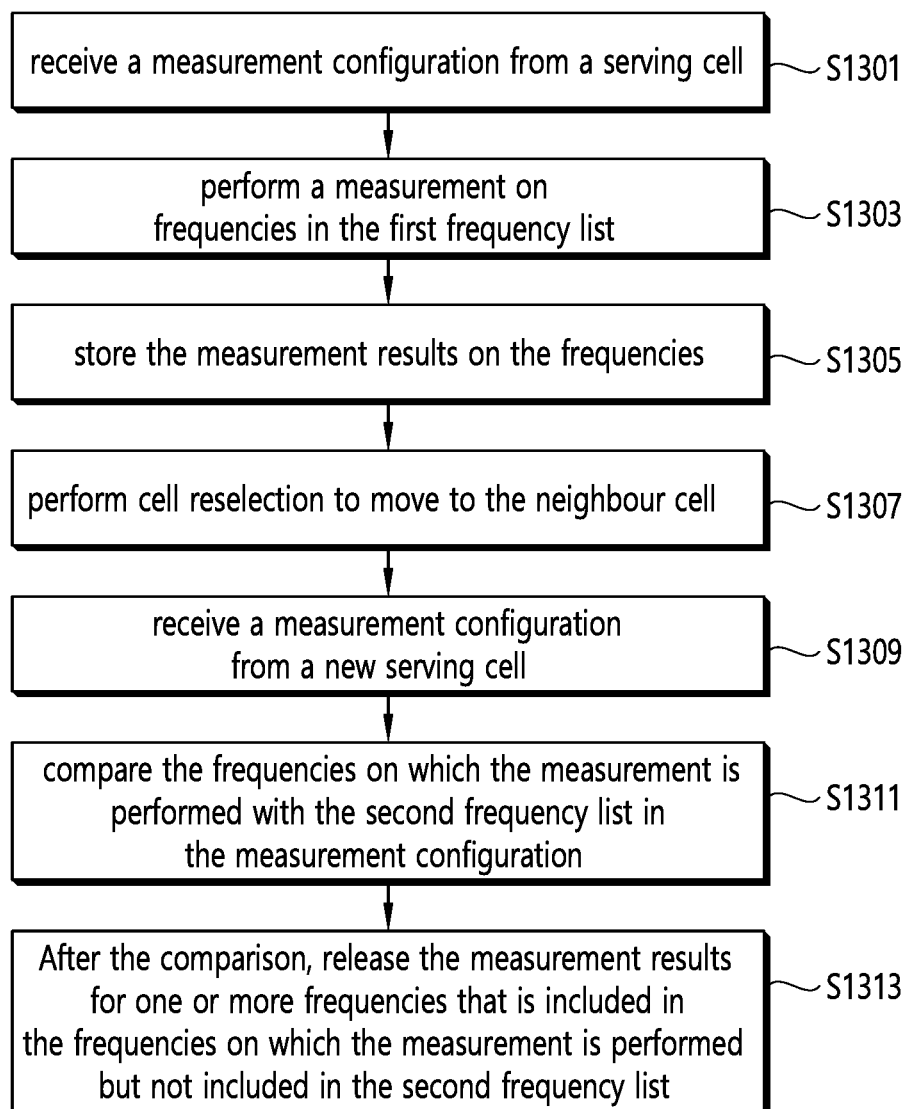 receive a measurement configuration from a serving cell
S1301
perform a measurement on
frequencies in the first frequency list
S1303
store the measurement results on the frequencies
S1305
perform cell reselection to move to the neighbour cell
S1307
receive a measurement configuration
from a new serving cell
S1309
compare the frequencies on which the measurement is
performed with the second frequency list in
the measurement configuration
S1311
After the comparison, release the measurement results
for one or more frequencies that is included in
the frequencies on which the measurement is performed
but not included in the second frequency list
S1313